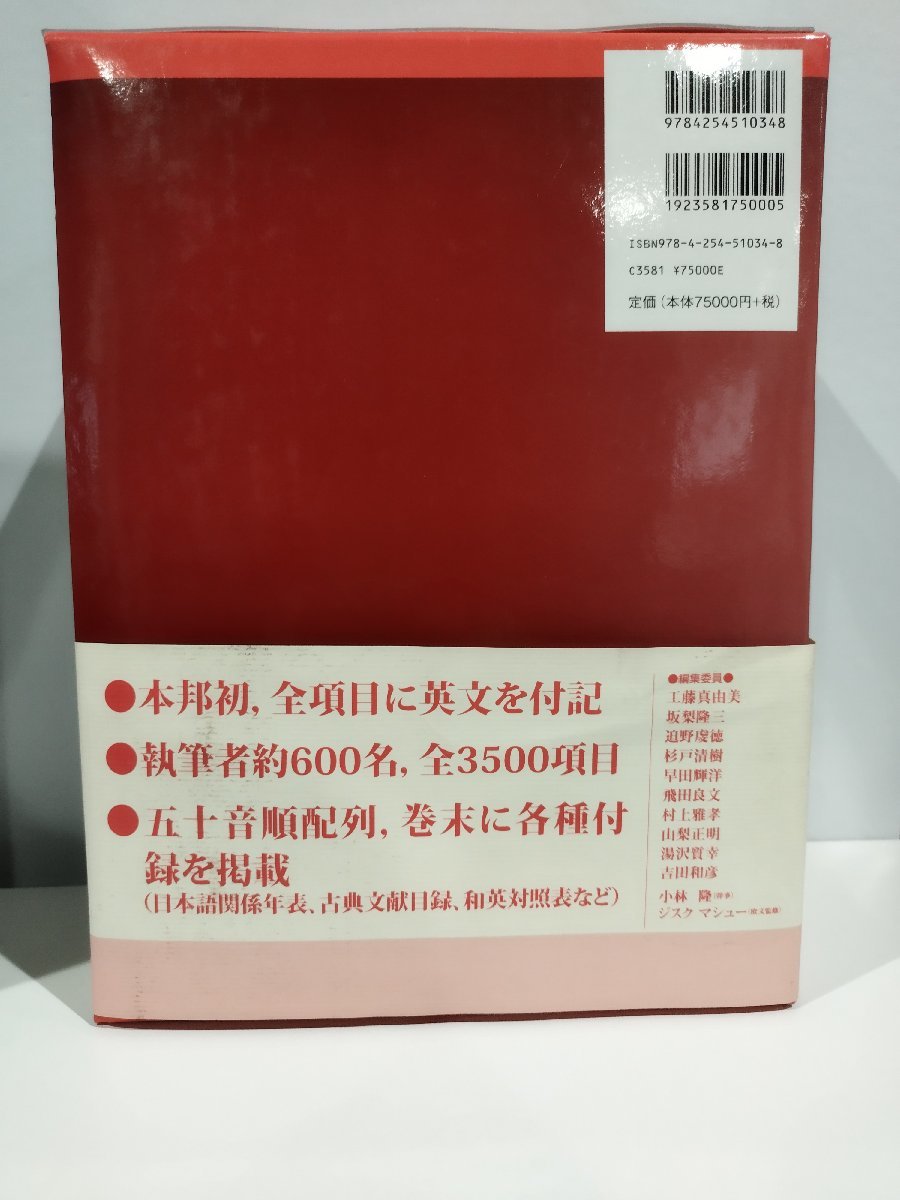 9784254510348
1923581750005
ISBN978-4-254-51034-8
C3581 ¥75000E
定価(本体75000円+税)
●本邦初,全項目に英文を付記
●執筆者約600名,全3500項目
●五十音順配列,巻末に各種付
録を掲載
(日本語関係年表、古典文献目録、和英対照表など)
●編集委員●
工藤真由美
坂梨隆三
迫野虔徳
杉戸清樹
早田輝洋
飛田良文
村上雅孝
山梨正明
湯沢質幸
吉田和彦
小林 隆(幹事)
ジスク マシュー(欧文監修)